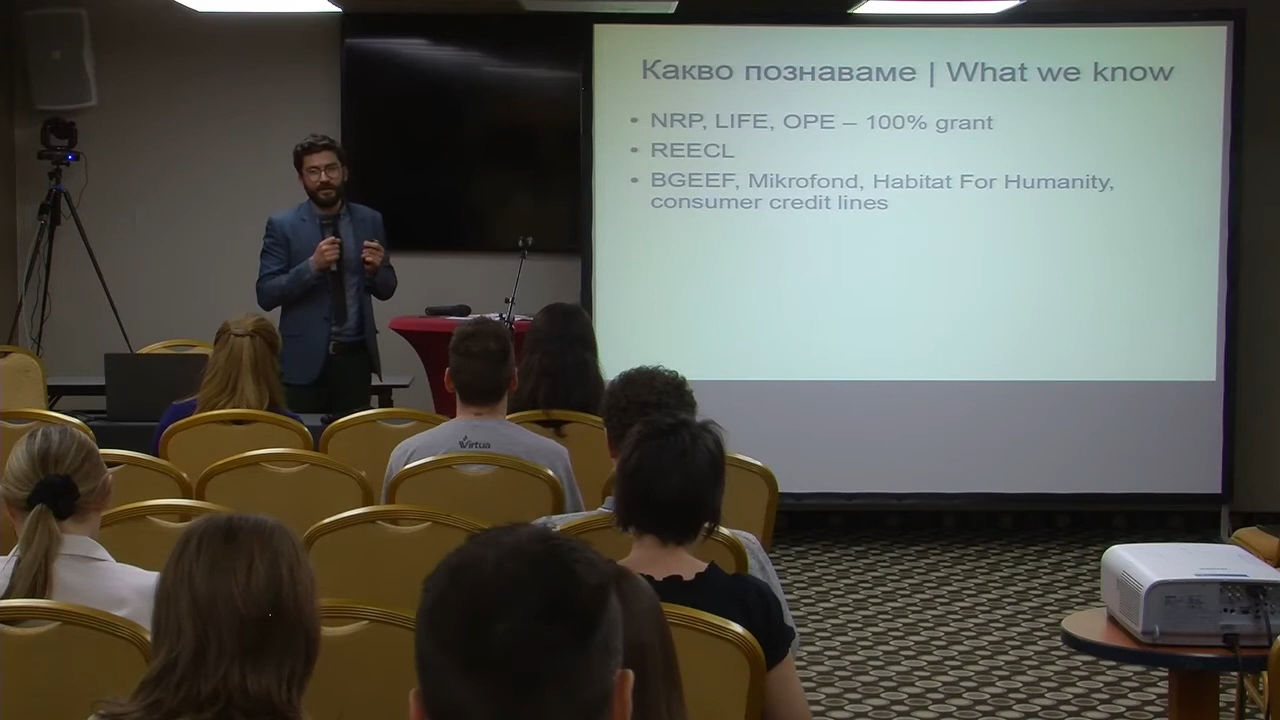 Какво познаваме | What we know
• NRP, LIFE, OPE – 100% grant
• REECL
• BGEEF, Mikrofond, Habitat For Humanity,
consumer credit lines
Virtua